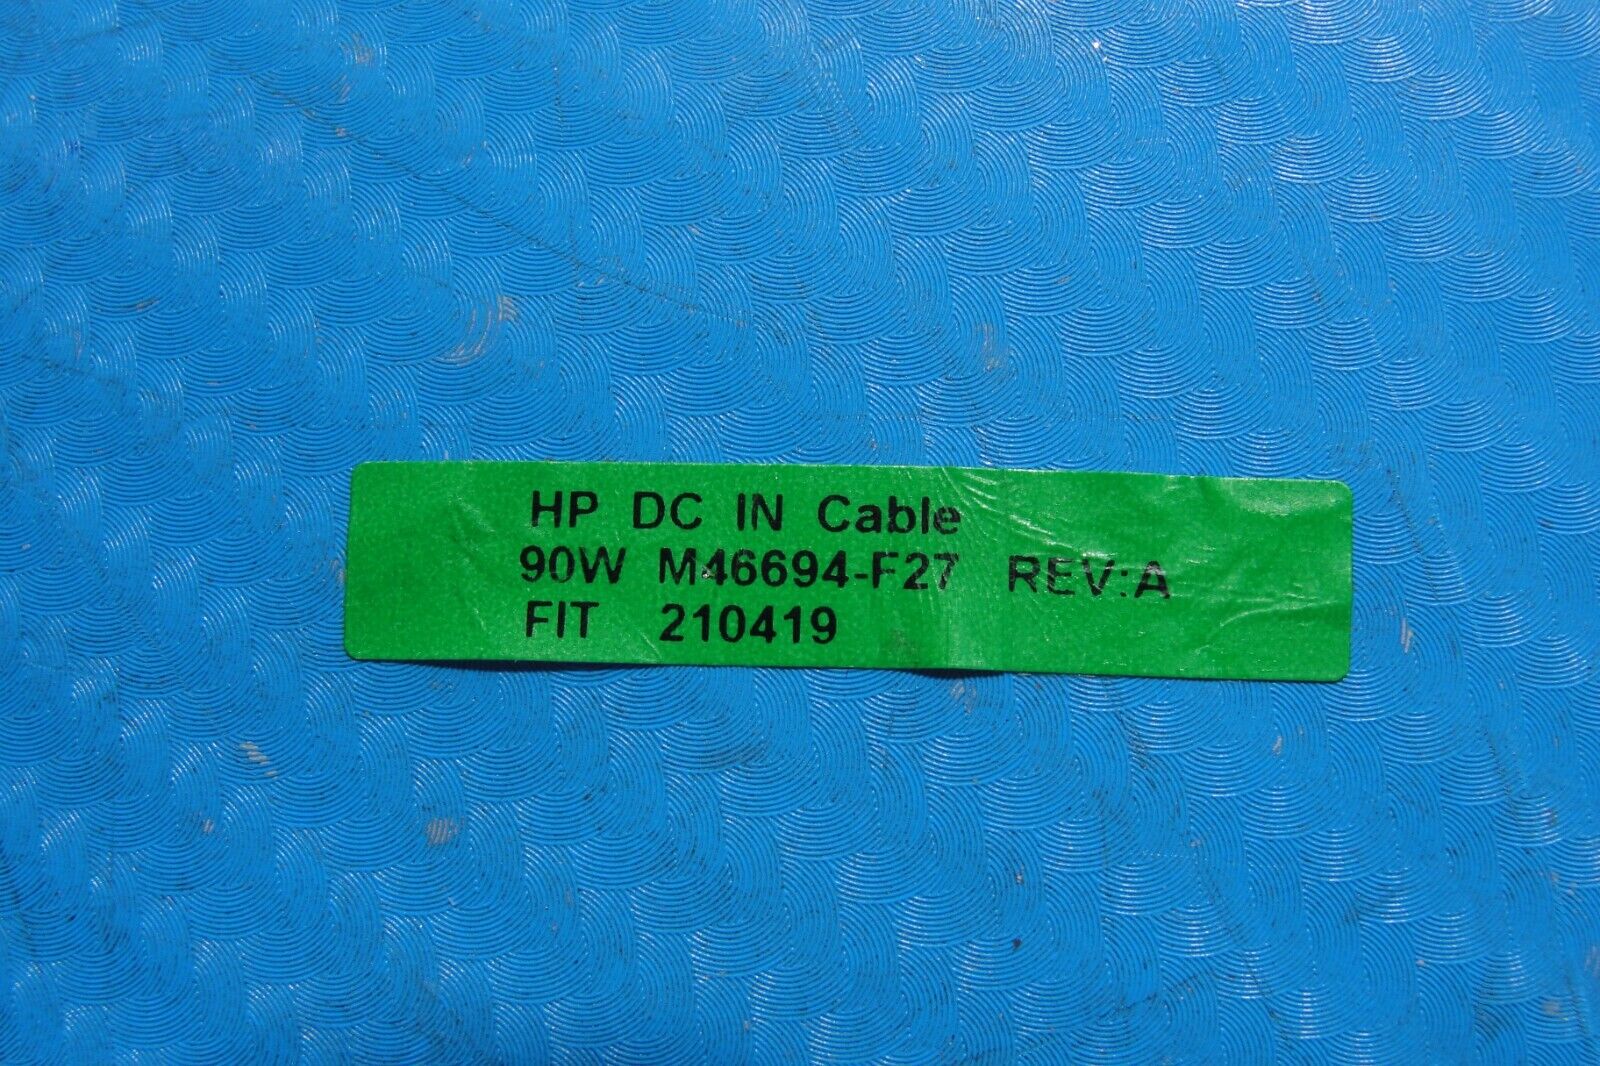 HP DC IN Cable
90W M46694-F27 REV:A
FIT 210419